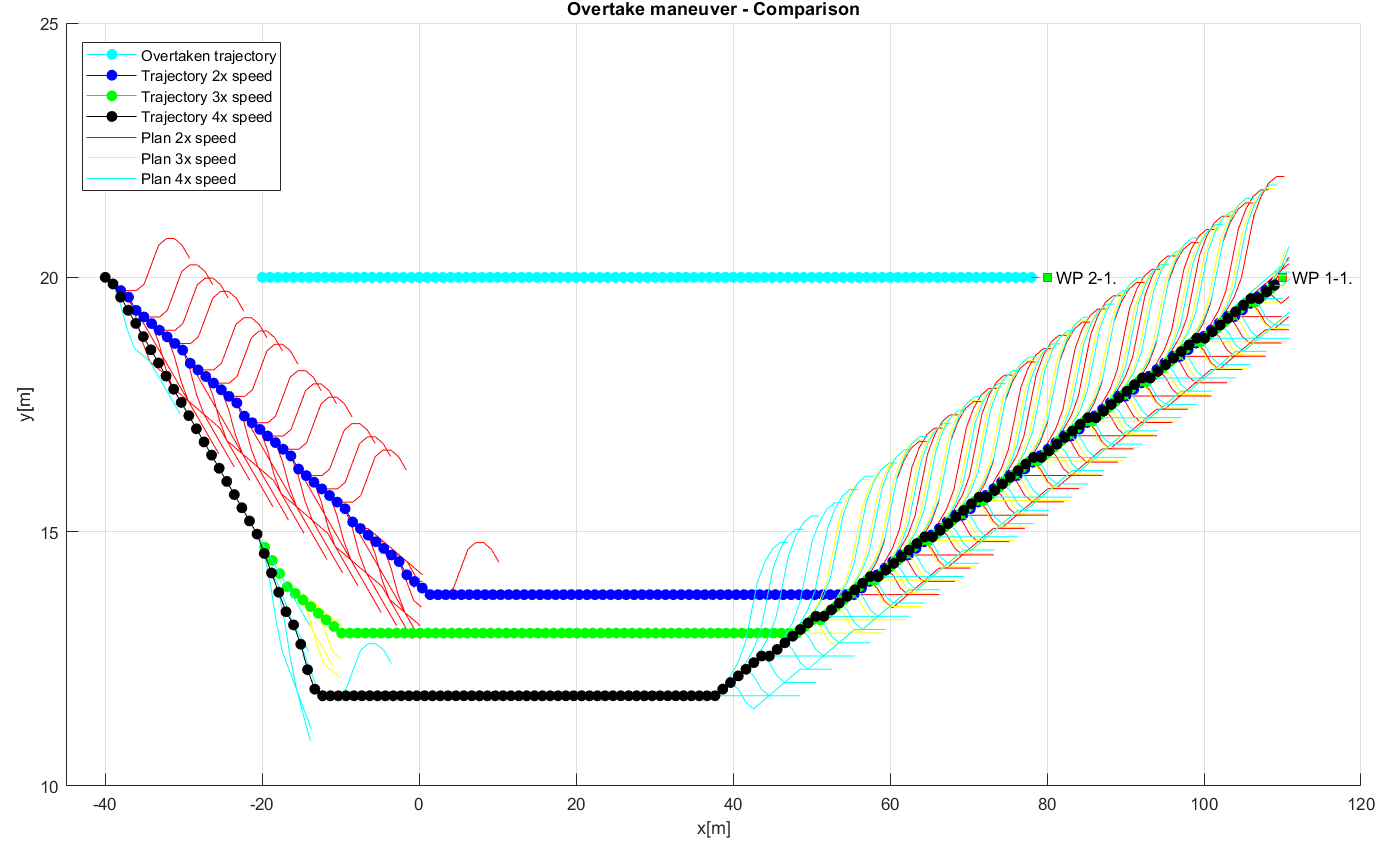 Overtake maneuver - Comparison
25
20
15
10
y[m]
Overtaken trajectory
Trajectory 2x speed
Trajectory 3x speed
Trajectory 4x speed
Plan 2x speed
Plan 3x speed
Plan 4x speed
WP 2-1.
WP 1-1.
-40
-20
0
20
40
60
80
100
120
x[m]